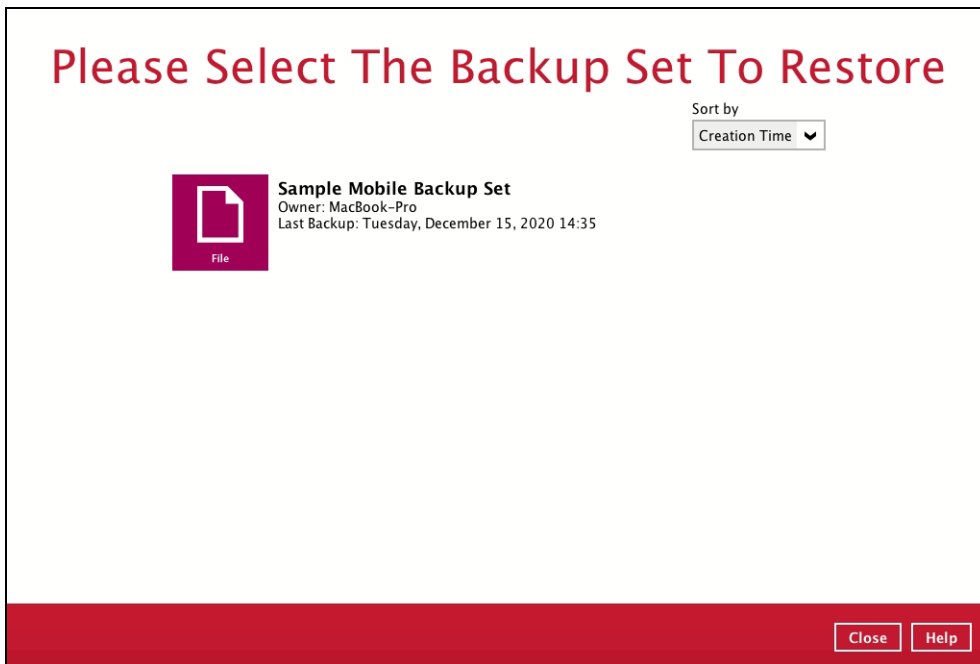 Please Select The Backup Set To Restore
Sort by
Creation Time
Sample Mobile Backup Set
Owner: MacBook-Pro
Last Backup: Tuesday, December 15, 2020 14:35
File
Close
Help